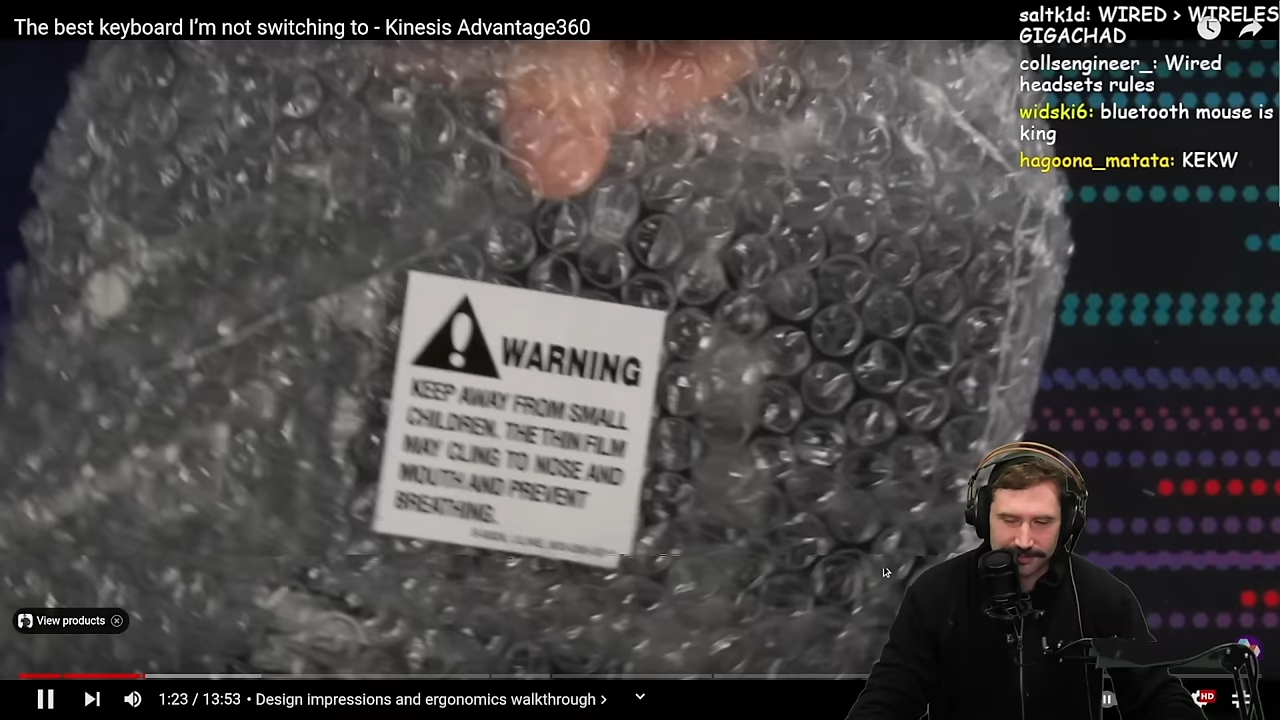 The best keyboard I’m not switching to - Kinesis Advantage360
saltk1d: WIRED > WIRELES
GIGACHAD
collsengineer_: Wired
headsets rules
widski6: bluetooth mouse is
king
hagoona_matata: KEKW
WARNING
KEEP AWAY FROM SMALL
CHILDREN. THE THIN FILM
MAY CLING TO NOSE AND
MOUTH AND PREVENT
BREATHING.
View products
1:23 / 13:53 • Design impressions and ergonomics walkthrough
HD